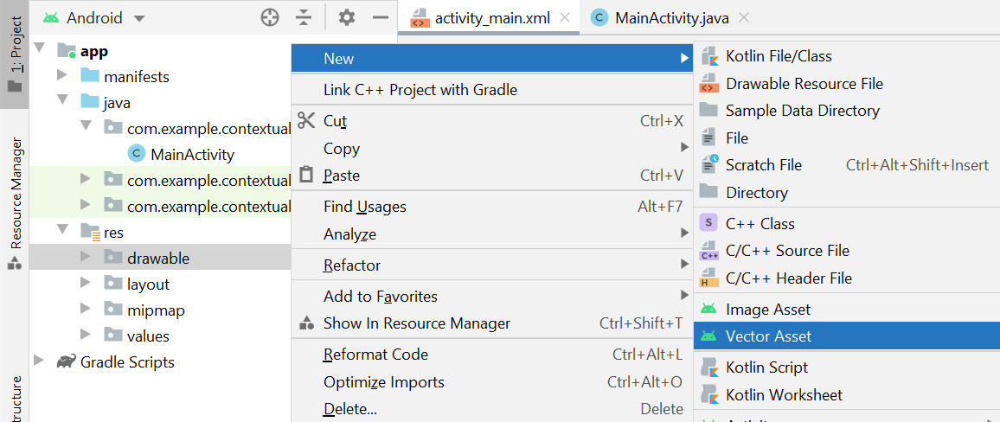 Android
activity_main.xml
MainActivity.java
1: Project
Resource Manager
app
manifests
java
com.example.contextual
MainActivity
com.example.contextual
com.example.contextual
res
drawable
layout
mipmap
values
Gradle Scripts
New
Link C++ Project with Gradle
Cut Ctrl+X
Copy
Paste Ctrl+V
Find Usages Alt+F7
Analyze
Refactor
Add to Favorites
Show In Resource Manager Ctrl+Shift+T
Reformat Code Ctrl+Alt+L
Optimize Imports Ctrl+Alt+O
Delete... Delete
Kotlin File/Class
Drawable Resource File
Sample Data Directory
File
Scratch File Ctrl+Alt+Shift+Insert
Directory
C++ Class
C/C++ Source File
C/C++ Header File
Image Asset
Vector Asset
Kotlin Script
Kotlin Worksheet